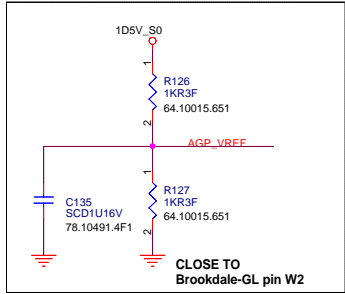 1D5V_S0
1
R126
1KR3F
64.10015.651
2
AGP_VREF
1
R127
1KR3F
64.10015.651
2
C135
SCD1U16V
78.10491.4F1
CLOSE TO
Brookdale-GL pin W2